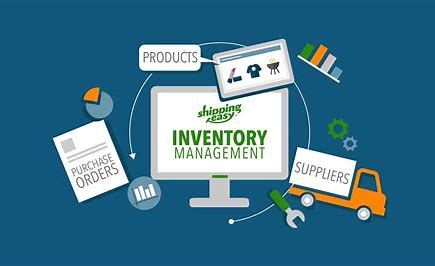 PRODUCTS
shipping
easy
INVENTORY
MANAGEMENT
PURCHASE
ORDERS
SUPPLIERS